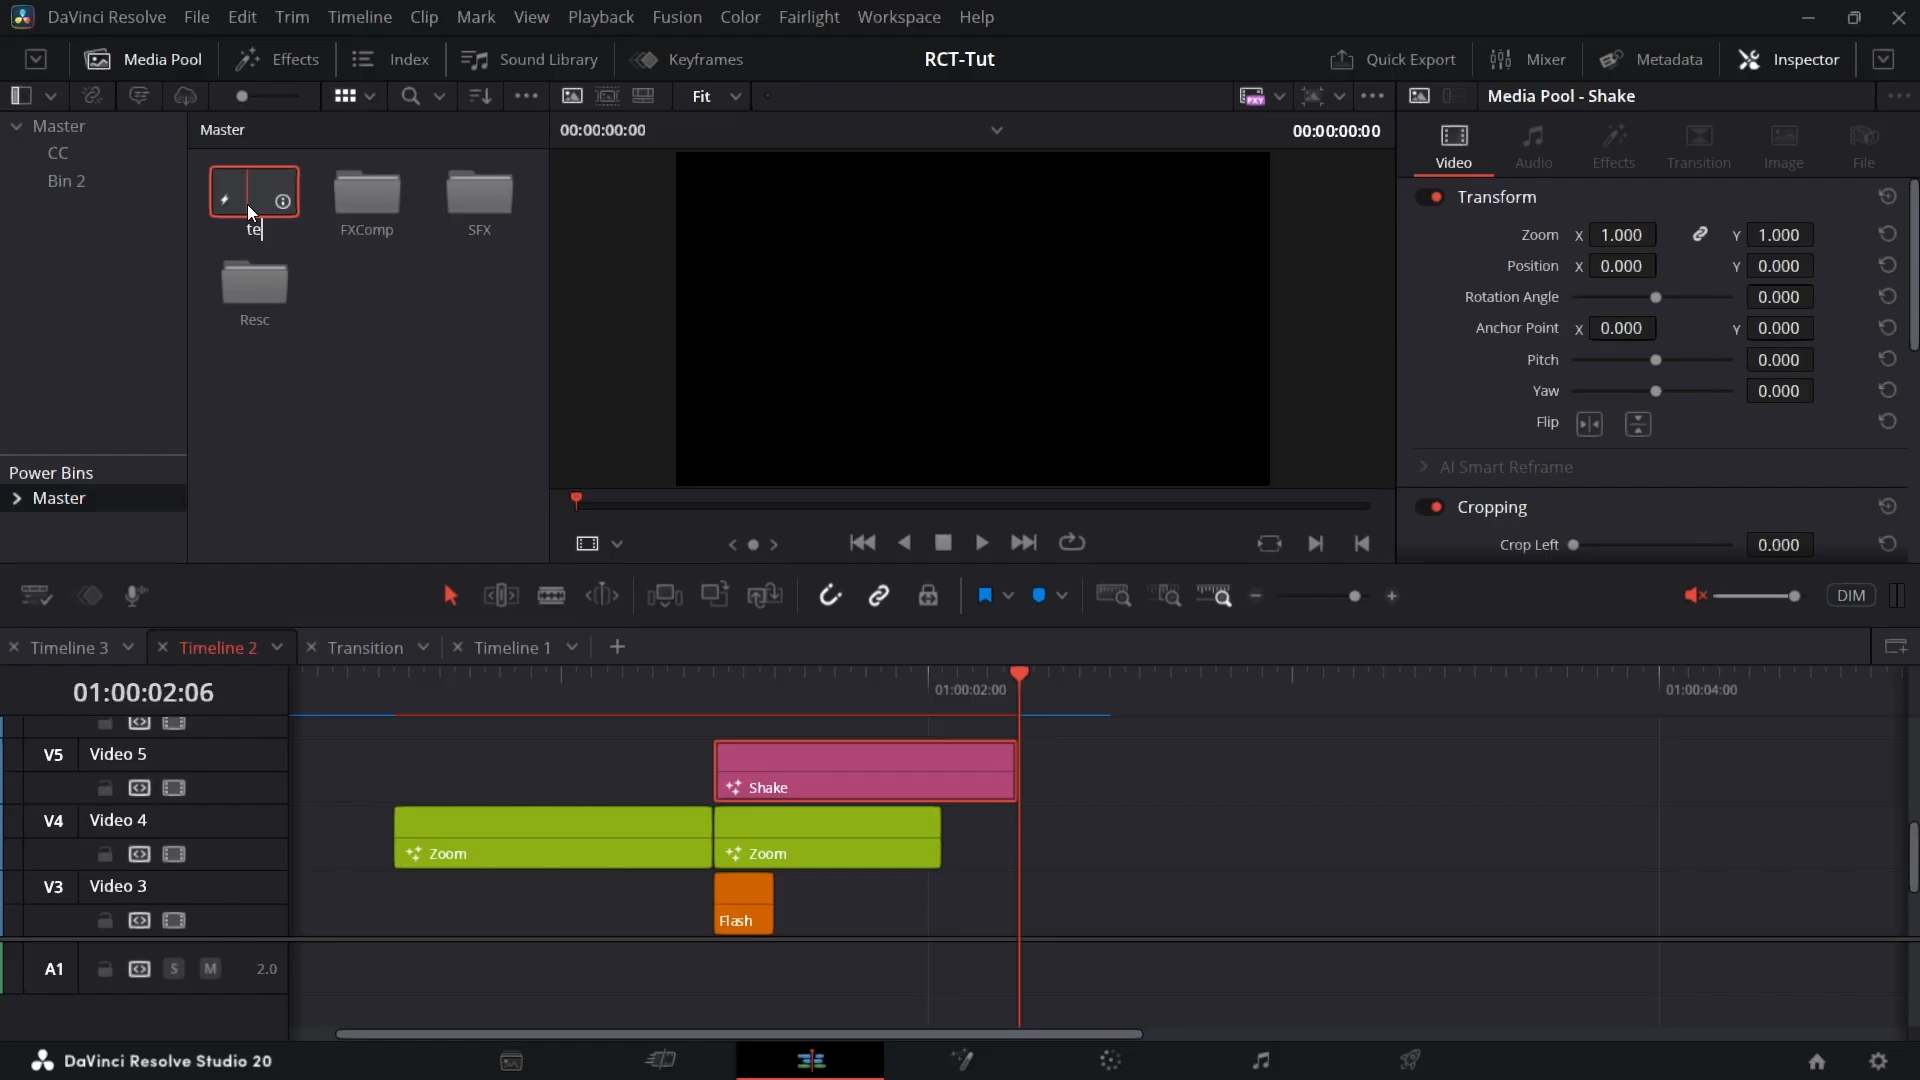 DaVinci Resolve File Edit Trim Timeline Clip Mark View Playback Fusion Color Fairlight Workspace Help
Media Pool Effects Index Sound Library Keyframes RCT-Tut Quick Export Mixer Metadata Inspector
Fit PXY Media Pool - Shake
Master
CC
Bin 2
Master
te
FXComp
SFX
Resc
Power Bins
Master
00:00:00:00
00:00:00:00
Video Audio Effects Transition Image File
Transform
Zoom X 1.000 Y 1.000
Position X 0.000 Y 0.000
Rotation Angle 0.000
Anchor Point X 0.000 Y 0.000
Pitch 0.000
Yaw 0.000
Flip
AI Smart Reframe
Cropping
Crop Left 0.000
DIM
Timeline 3 Timeline 2 Transition Timeline 1
01:00:02:06
01:00:02:00
01:00:04:00
V5 Video 5
Shake
V4 Video 4
Zoom
Zoom
V3 Video 3
Flash
A1 S M 2.0
DaVinci Resolve Studio 20